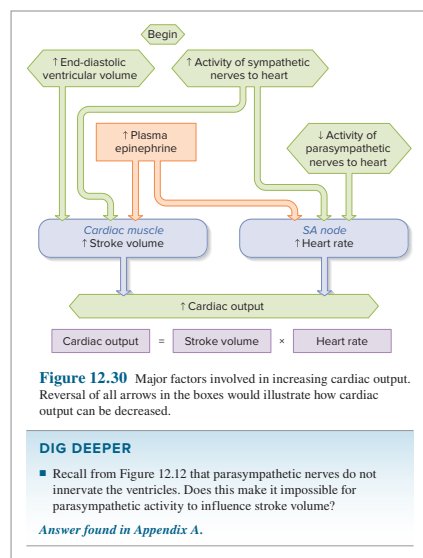 Begin
↑ End-diastolic
ventricular volume
↑ Activity of sympathetic
nerves to heart
↑ Plasma
epinephrine
↓ Activity of
parasympathetic
nerves to heart
Cardiac muscle
↑ Stroke volume
SA node
↑ Heart rate
↑ Cardiac output
Cardiac output = Stroke volume × Heart rate
Figure 12.30 Major factors involved in increasing cardiac output.
Reversal of all arrows in the boxes would illustrate how cardiac
output can be decreased.
DIG DEEPER
■ Recall from Figure 12.12 that parasympathetic nerves do not
innervate the ventricles. Does this make it impossible for
parasympathetic activity to influence stroke volume?
Answer found in Appendix A.